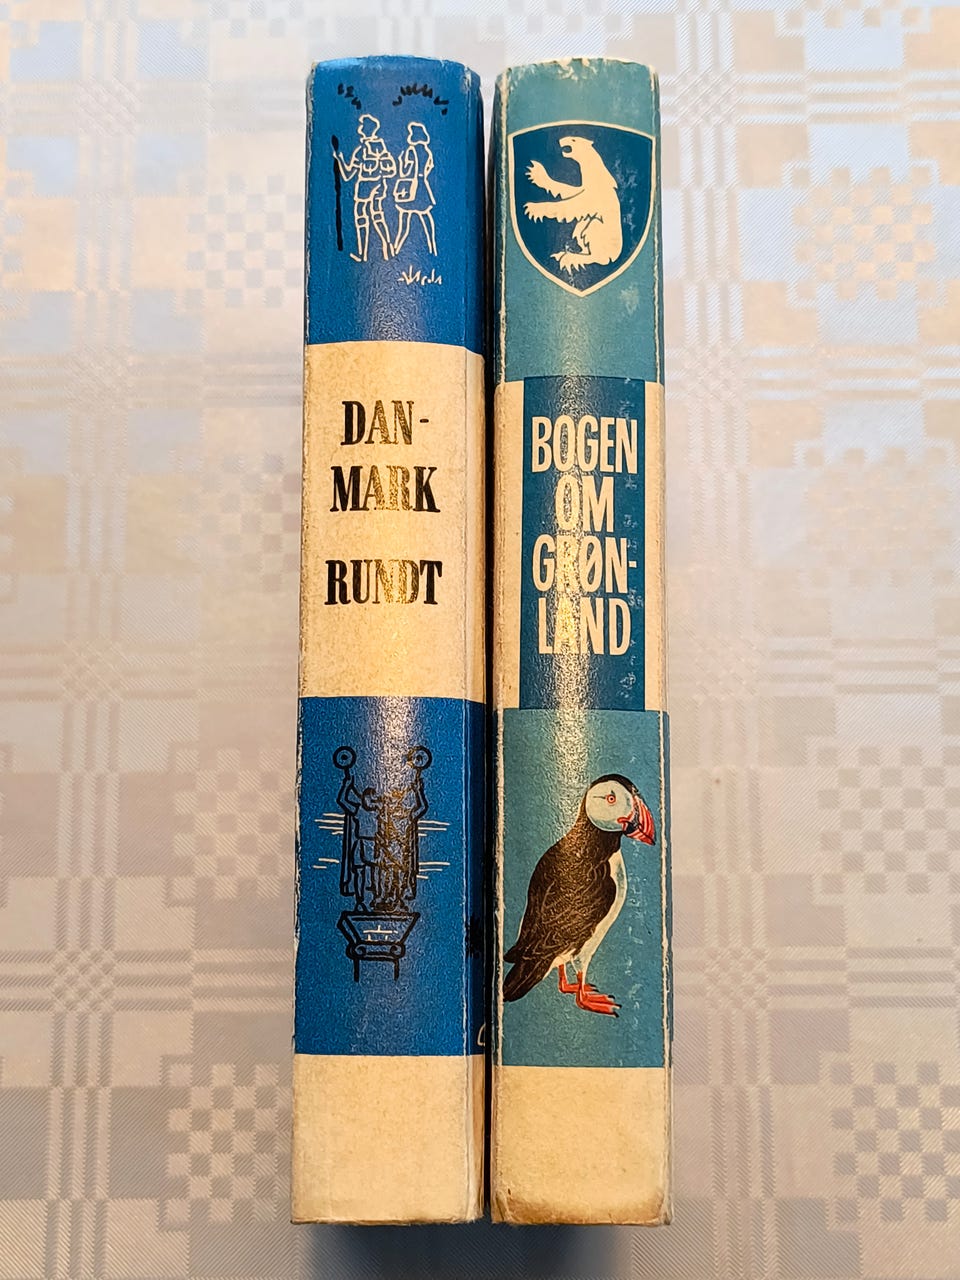 DAN-
MARK
RUNDT
BOGEN
OM
GRØN-
LAND